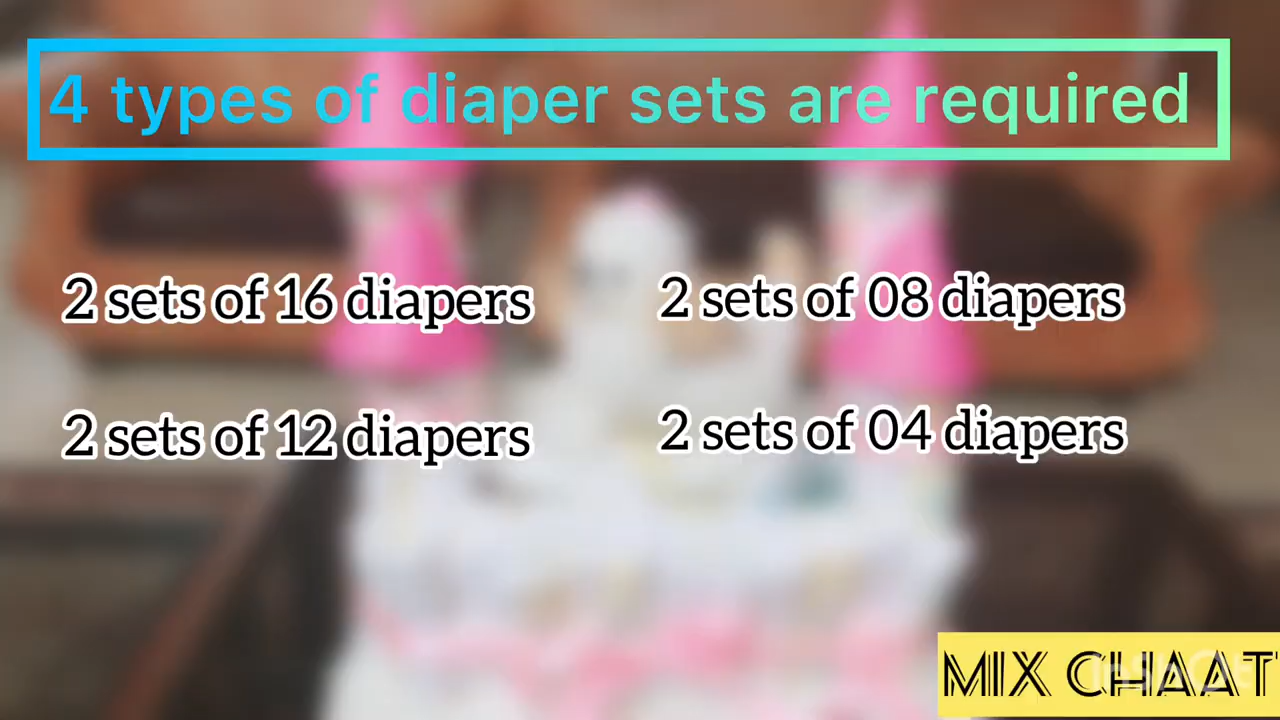 4 types of diaper sets are required
2 sets of 16 diapers
2 sets of 08 diapers
2 sets of 12 diapers
2 sets of 04 diapers
MIX CHAAT
InShOt